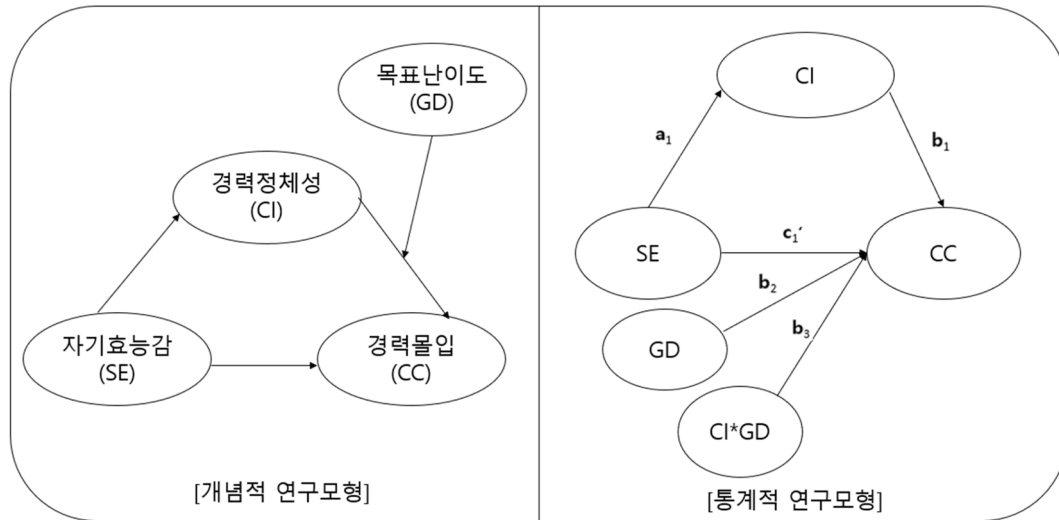 목표난이도
(GD)
경력정체성
(CI)
자기효능감
(SE)
경력몰입
(CC)
[개념적 연구모형]
CI
a₁
b₁
SE
c₁′
CC
b₂
GD
b₃
CI*GD
[통계적 연구모형]